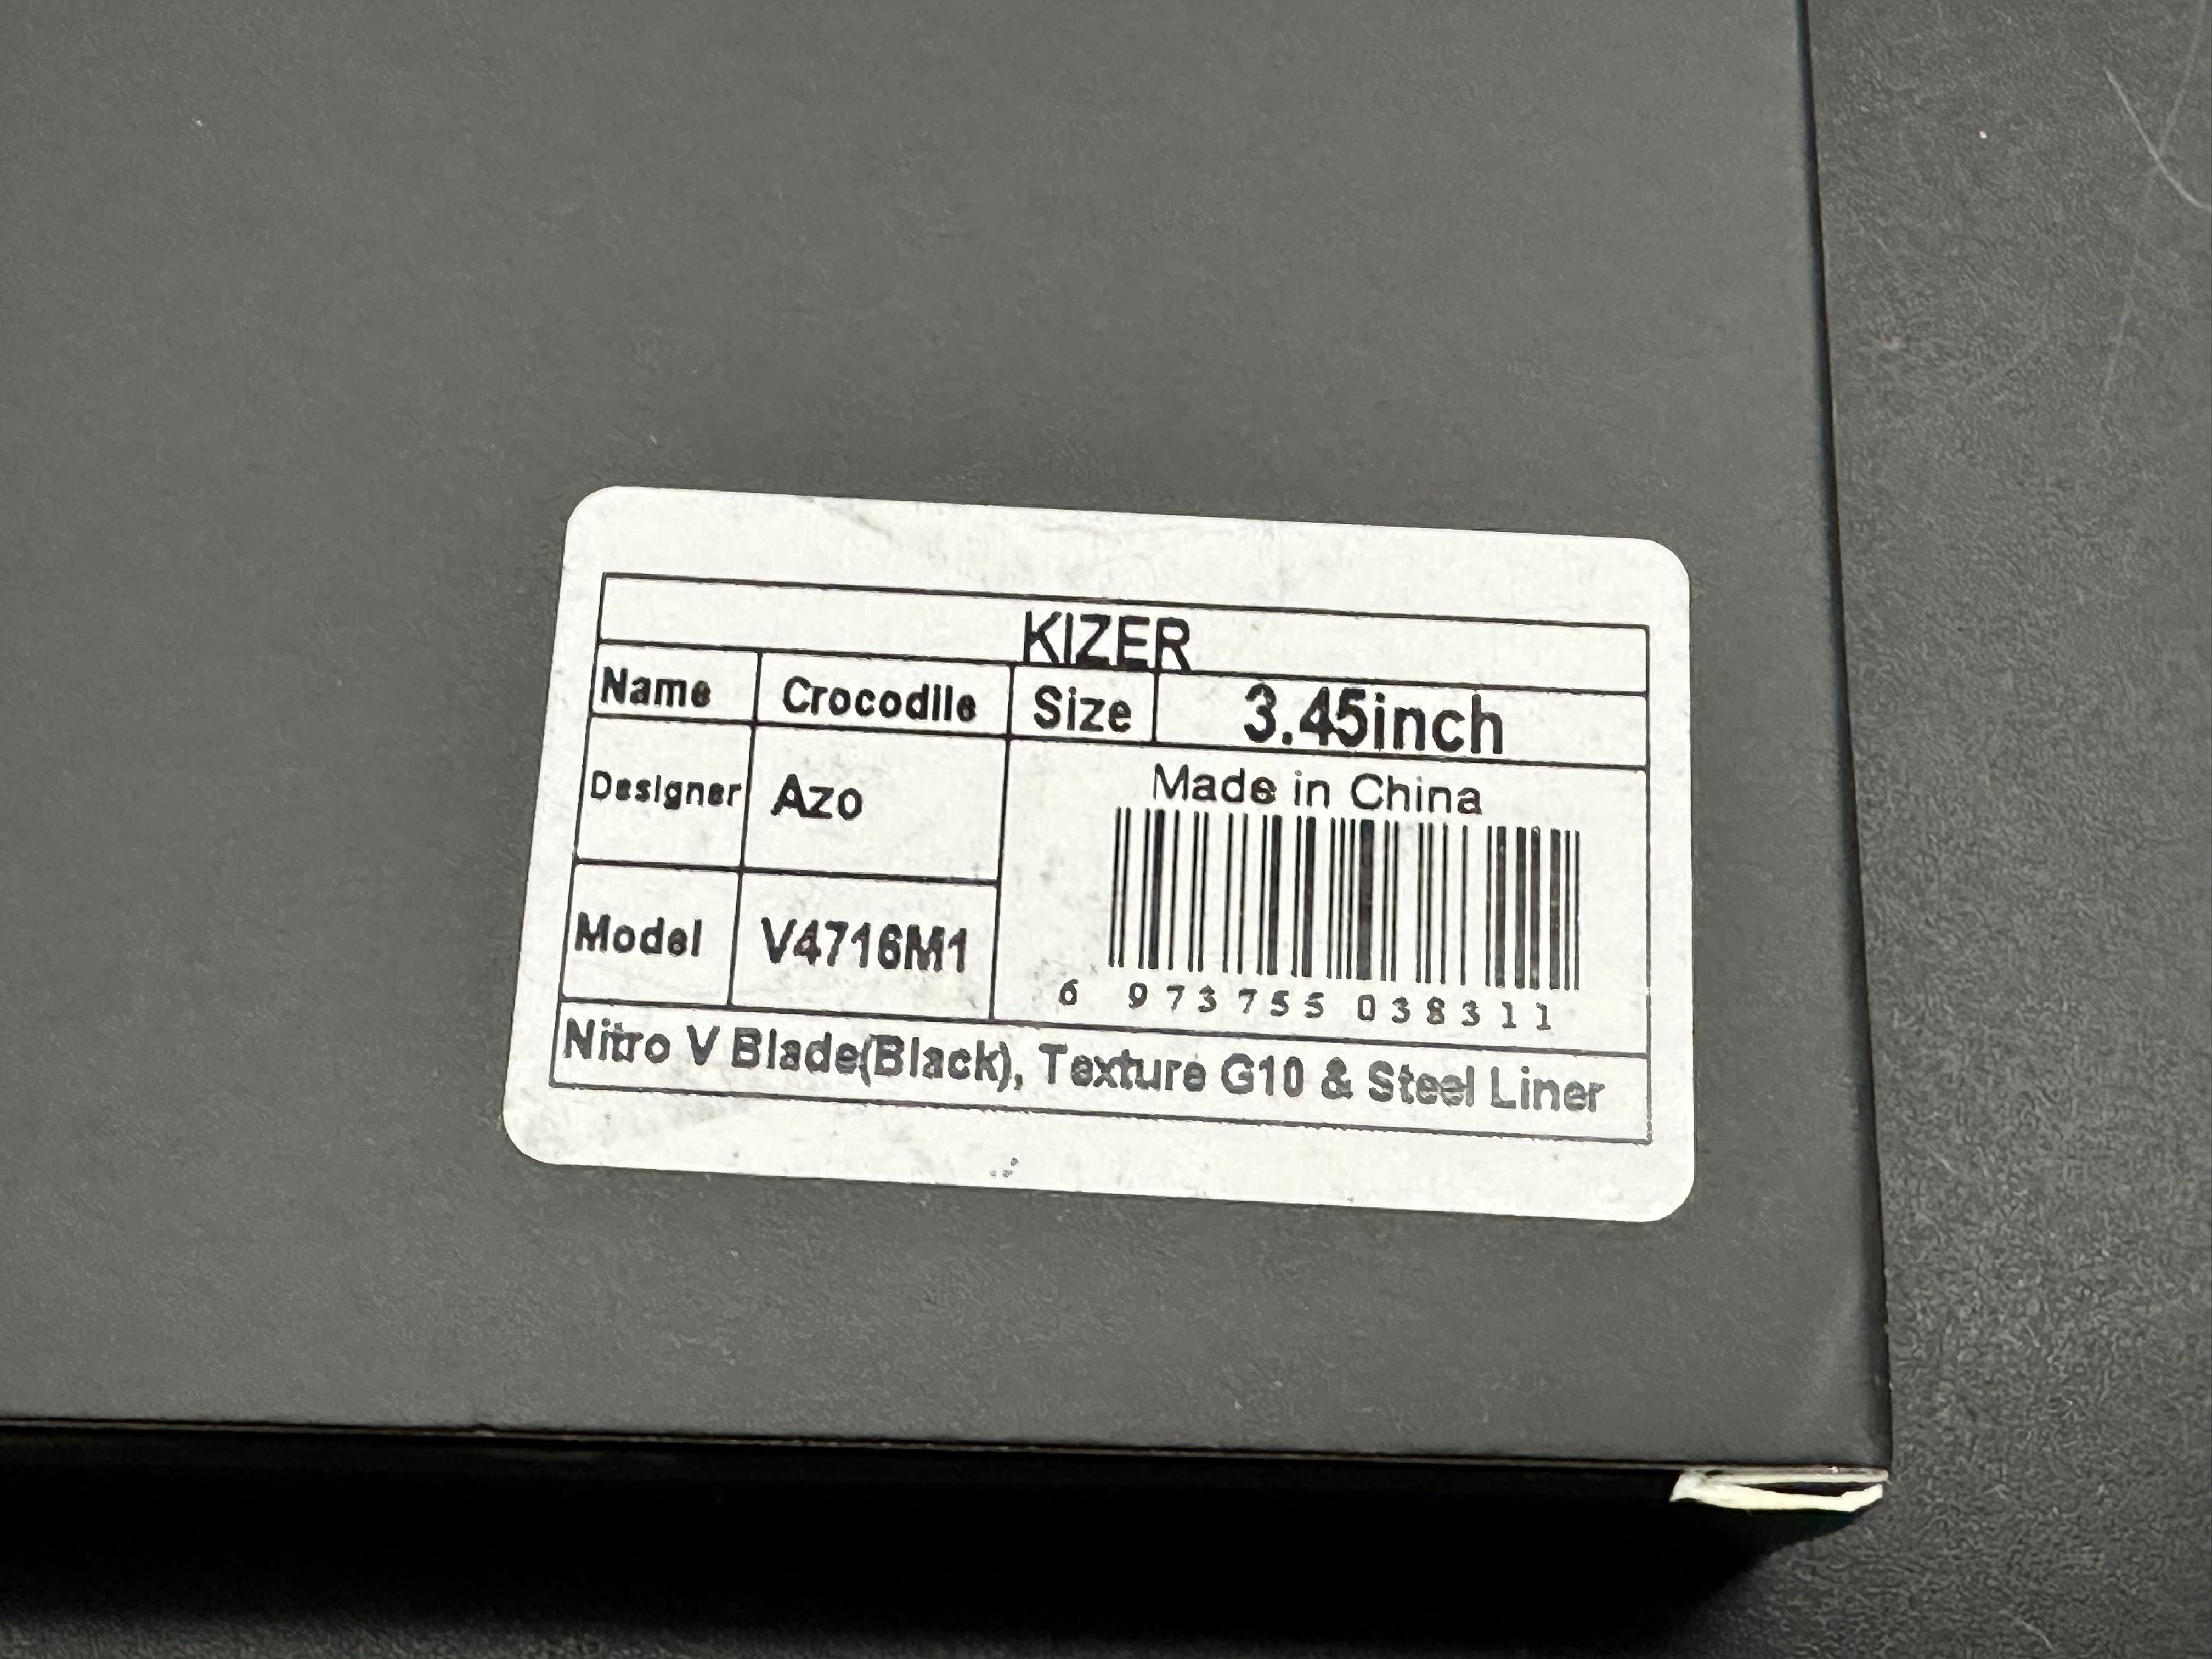 KIZER
Name Crocodile Size 3.45inch
Designer Azo
Made in China
Model V4716M1
6 973755 038311
Nitro V Blade(Black), Texture G10 & Steel Liner